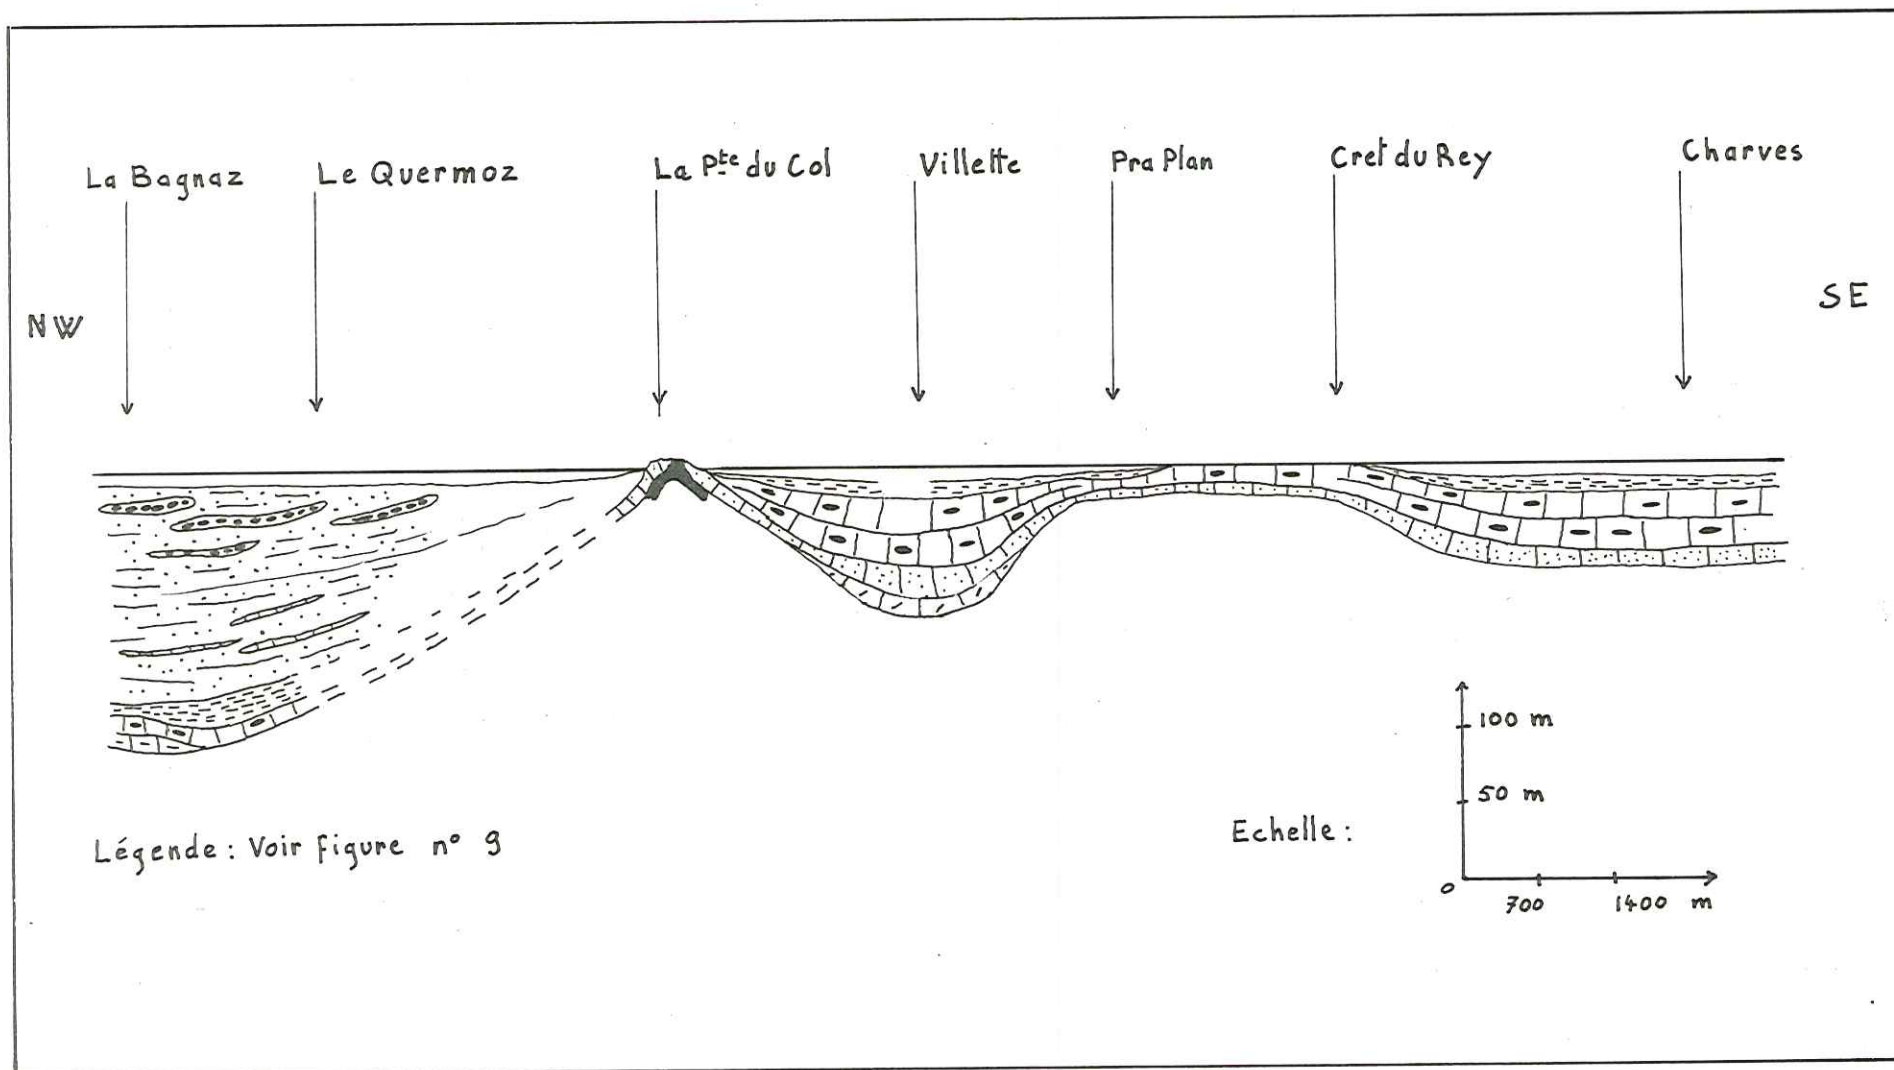 La Bagnaz
Le Quermoz
La Pte du Col
Villette
Pra Plan
Cret du Rey
Charves
NW
SE
100 m
50 m
Echelle :
0
700
1400 m
Légende : Voir figure n° 9